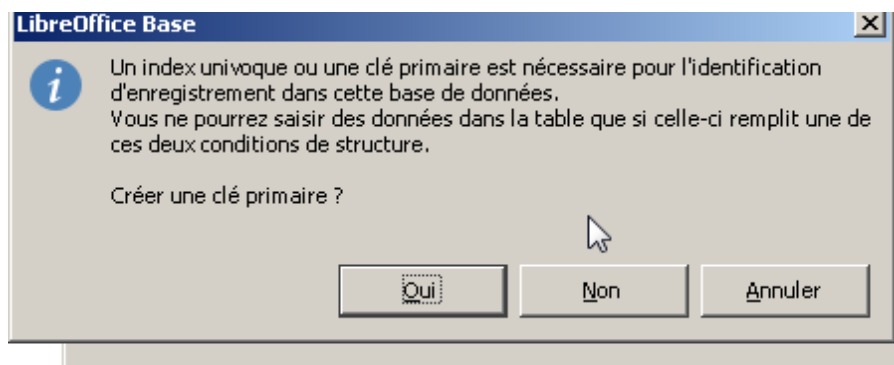 LibreOffice Base
Un index univoque ou une clé primaire est nécessaire pour l'identification
d'enregistrement dans cette base de données.
Vous ne pourrez saisir des données dans la table que si celle-ci remplit une de
ces deux conditions de structure.
Créer une clé primaire ?
Oui Non Annuler